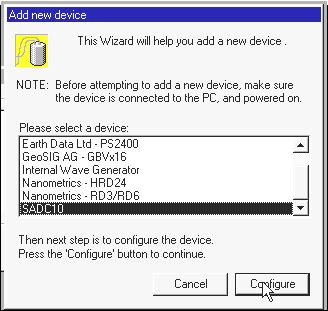 Add new device
This Wizard will help you add a new device .
NOTE: Before attempting to add a new device, make sure
the device is connected to the PC, and powered on.
Please select a device:
Earth Data Ltd - PS2400
GeoSIG AG - GBVx16
Internal Wave Generator
Nanometrics - HRD24
Nanometrics - RD3/RD6
SADC10
Then next step is to configure the device.
Press the 'Configure' button to continue.
Cancel
Configure